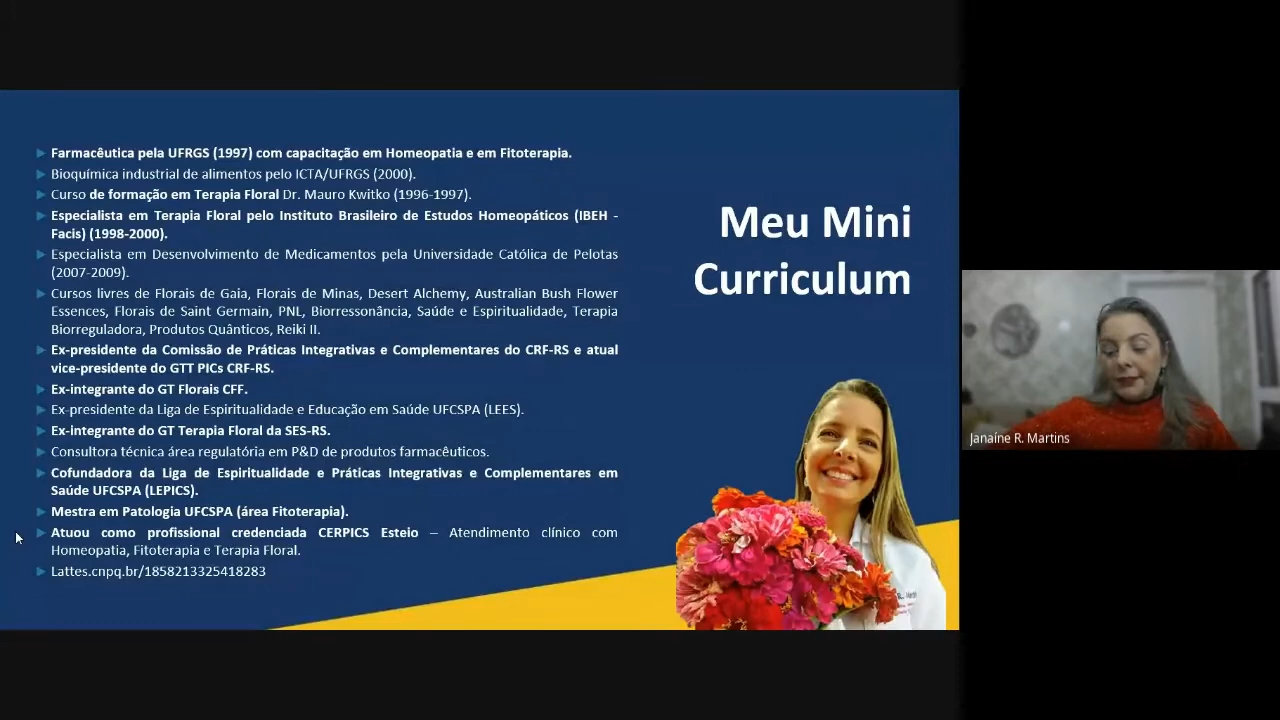 Farmacêutica pela UFRGS (1997) com capacitação em Homeopatia e em Fitoterapia.
Bioquímica industrial de alimentos pelo ICTA/UFRGS (2000).
Curso de formação em Terapia Floral Dr. Mauro Kwitko (1996-1997).
Especialista em Terapia Floral pelo Instituto Brasileiro de Estudos Homeopáticos (IBEH -
Facis) (1998-2000).
Especialista em Desenvolvimento de Medicamentos pela Universidade Católica de Pelotas
(2007-2009).
Cursos livres de Florais de Gaia, Florais de Minas, Desert Alchemy, Australian Bush Flower
Essences, Florais de Saint Germain, PNL, Biorressonância, Saúde e Espiritualidade, Terapia
Biorreguladora, Produtos Quânticos, Reiki II.
Ex-presidente da Comissão de Práticas Integrativas e Complementares do CRF-RS e atual
vice-presidente do GTT PICs CRF-RS.
Ex-integrante do GT Florais CFF.
Ex-presidente da Liga de Espiritualidade e Educação em Saúde UFCSPA (LEES).
Ex-integrante do GT Terapia Floral da SES-RS.
Consultora técnica área regulatória em P&D de produtos farmacêuticos.
Cofundadora da Liga de Espiritualidade e Práticas Integrativas e Complementares em
Saúde UFCSPA (LEPICS).
Mestra em Patologia UFCSPA (área Fitoterapia).
Atuou como profissional credenciada CERPICS Esteio – Atendimento clínico com
Homeopatia, Fitoterapia e Terapia Floral.
Lattes.cnpq.br/1858213325418283
Meu Mini
Curriculum
Janaíne R. Martins